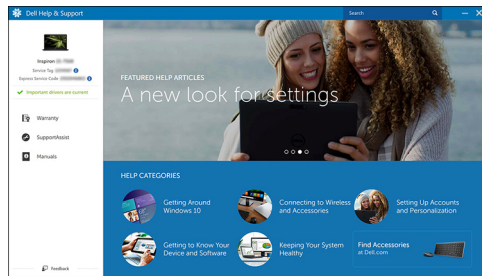 Dell Help & Support
Search
Inspiron
Service Tag
Express Service Code
Important drivers are current
Warranty
SupportAssist
Manuals
Feedback
FEATURED HELP ARTICLES
A new look for settings
HELP CATEGORIES
Getting Around
Windows 10
Connecting to Wireless
and Accessories
Setting Up Accounts
and Personalization
Getting to Know Your
Device and Software
Keeping Your System
Healthy
Find Accessories
at Dell.com